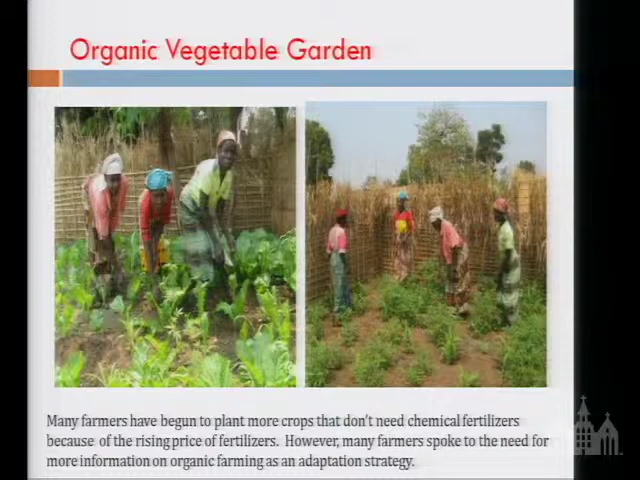 Organic Vegetable Garden
Many farmers have begun to plant more crops that don't need chemical fertilizers
because of the rising price of fertilizers. However, many farmers spoke to the need for
more information on organic farming as an adaptation strategy.